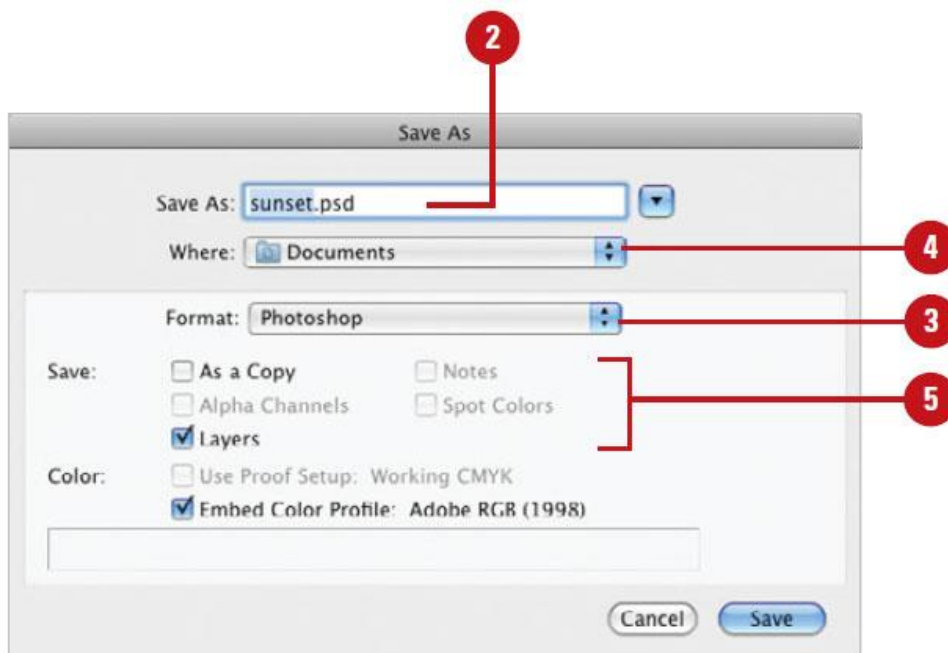 2
Save As
Save As: sunset.psd
Where: Documents
4
Format: Photoshop
3
Save: As a Copy Notes
5
Alpha Channels Spot Colors
Layers
Color: Use Proof Setup: Working CMYK
Embed Color Profile: Adobe RGB (1998)
Cancel Save